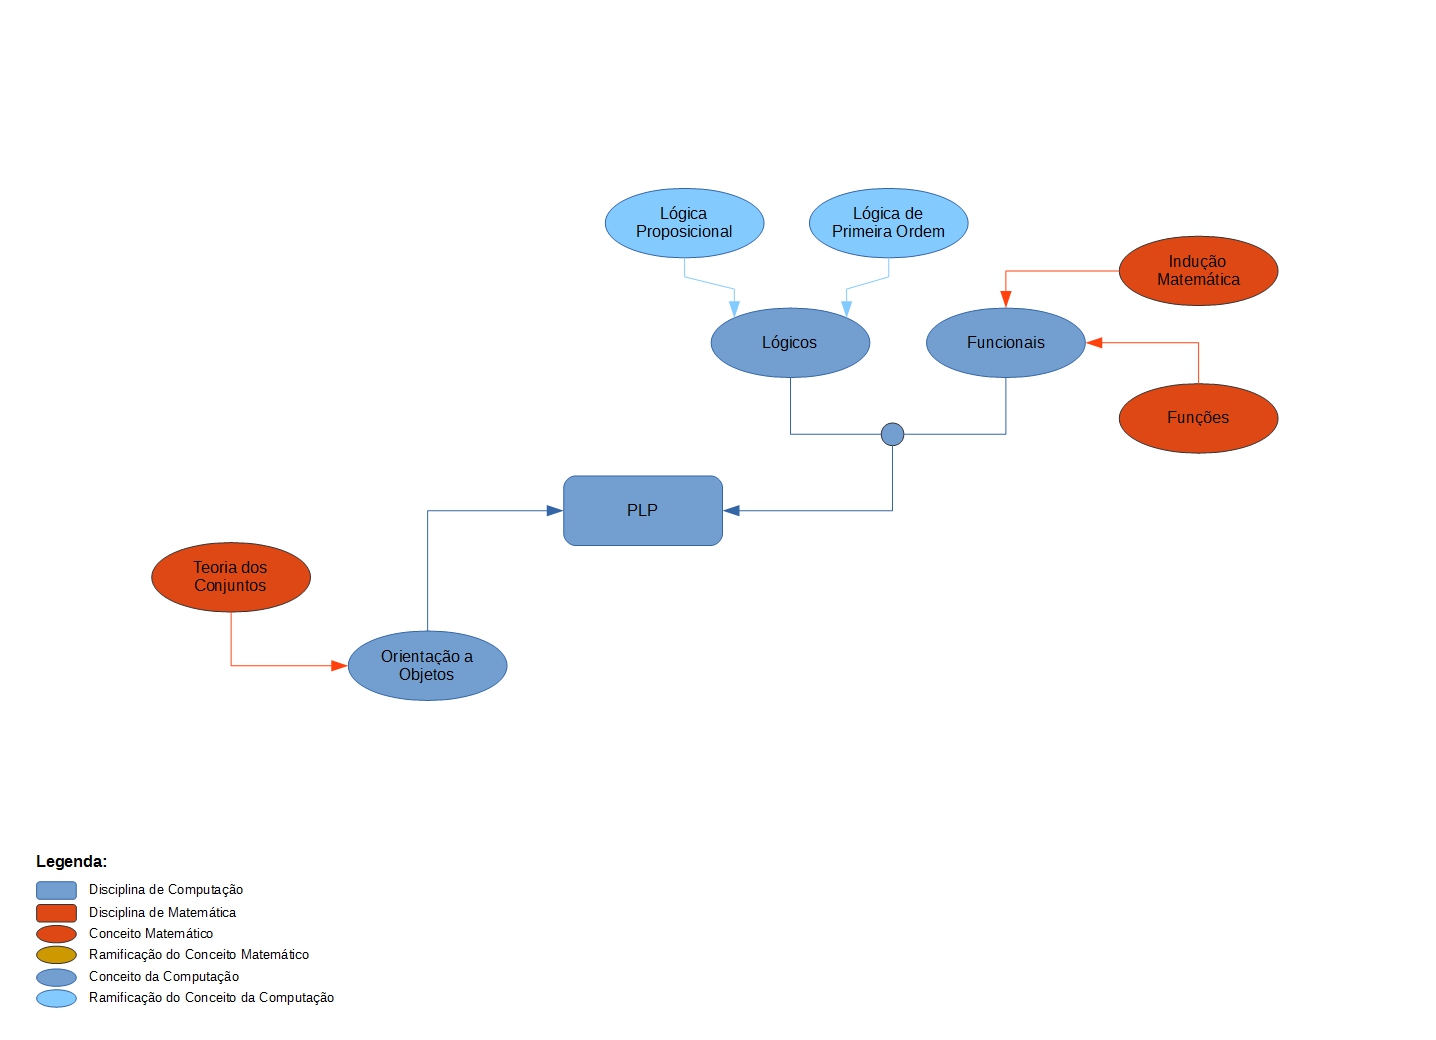 Lógica
Proposicional
Lógica de
Primeira Ordem
Indução
Matemática
Lógicos
Funcionais
Funções
PLP
Teoria dos
Conjuntos
Orientação a
Objetos
Legenda:
Disciplina de Computação
Disciplina de Matemática
Conceito Matemático
Ramificação do Conceito Matemático
Conceito da Computação
Ramificação do Conceito da Computação